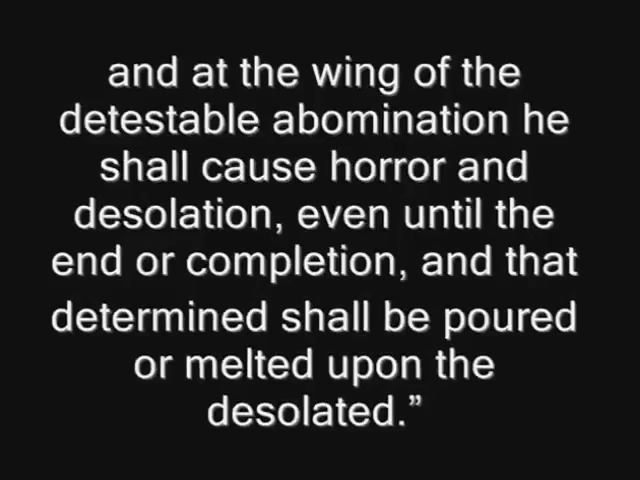 and at the wing of the
detestable abomination he
shall cause horror and
desolation, even until the
end or completion, and that
determined shall be poured
or melted upon the
desolated.”